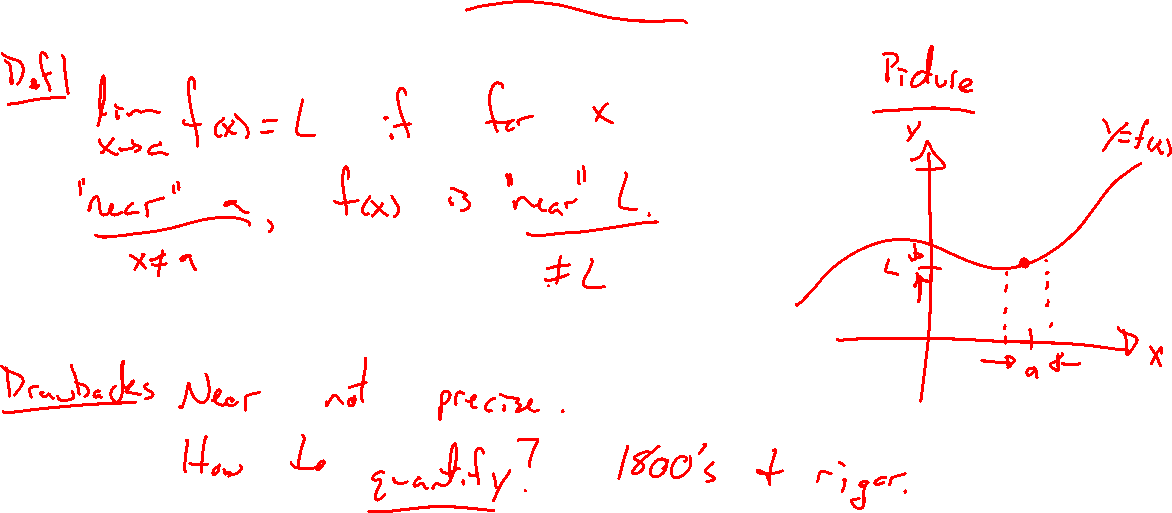 Def 1
lim x→a f(x) = L if for x
"near" a, f(x) is "near" L.
x≠a
≠L
Picture
y
y=f(x)
L
a
x
Drawbacks Near not precise.
How to quantify? 1800's + rigor.